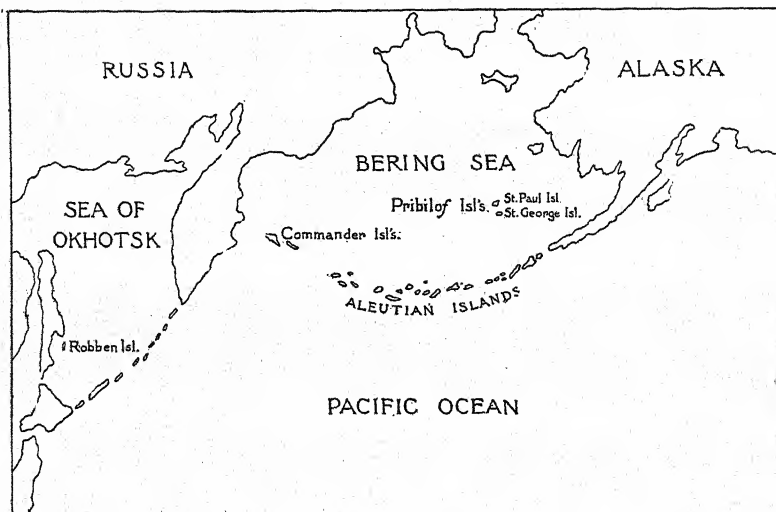 RUSSIA
ALASKA
BERING SEA
Pribilof Isl's.
St. Paul Isl.
St. George Isl.
SEA OF
OKHOTSK
Commander Isl's.
ALEUTIAN ISLANDS
Robben Isl.
PACIFIC OCEAN